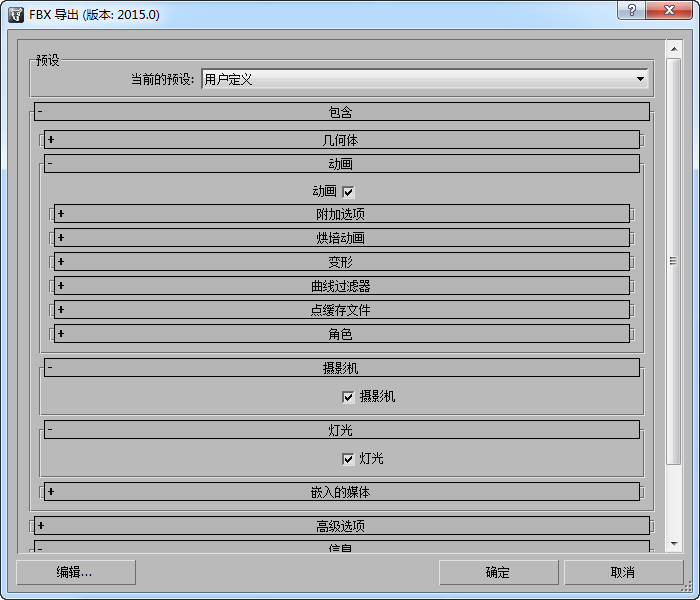 FBX 导出 (版本: 2015.0)
预设
当前的预设: 用户定义
- 包含
+ 几何体
- 动画
动画
+ 附加选项
+ 烘培动画
+ 变形
+ 曲线过滤器
+ 点缓存文件
+ 角色
- 摄影机
摄影机
- 灯光
灯光
+ 嵌入的媒体
+ 高级选项
- 信息
编辑... 确定 取消